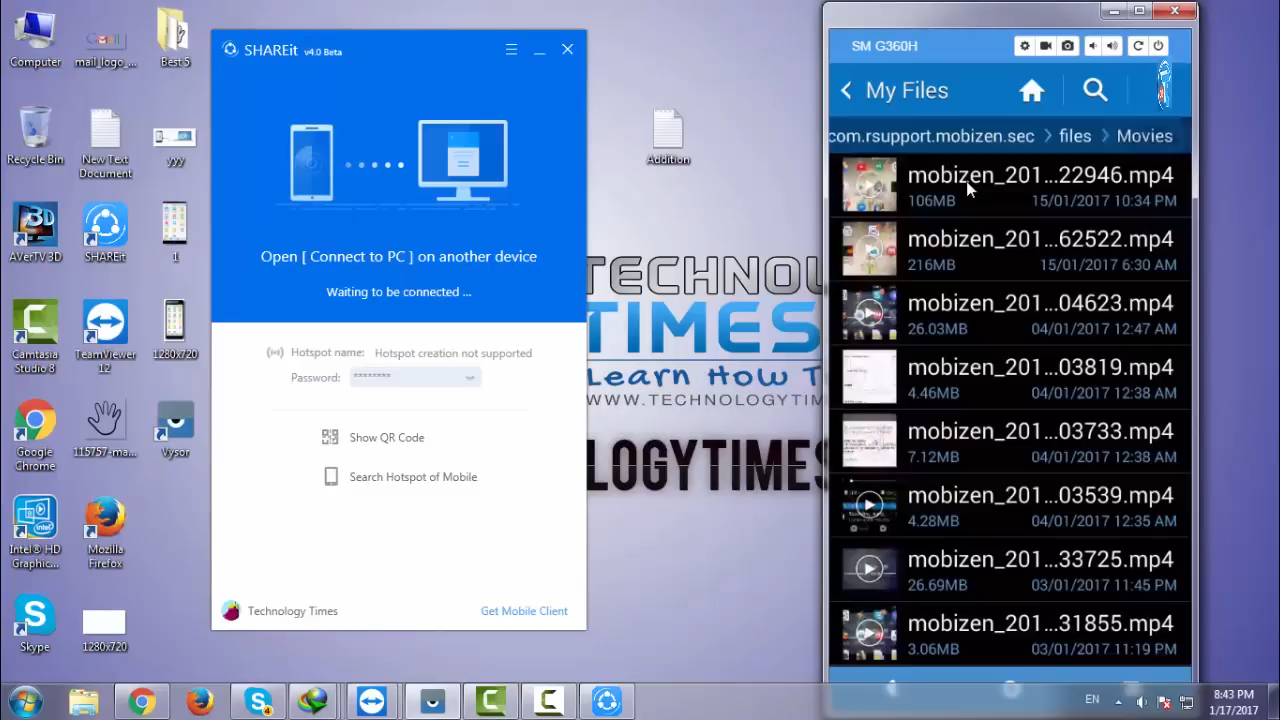 Computer
mail_logo_...
Best 5
Recycle Bin
New Text
Document
yyy
AVerTV 3D
SHAREit
1
Camtasia
Studio 8
TeamViewer
12
1280x720
Google
Chrome
115757-ma...
Vysor
Intel® HD
Graphic...
Mozilla
Firefox
Skype
1280x720
Addition
SHAREit v4.0 Beta
Open [ Connect to PC ] on another device
Waiting to be connected ...
Hotspot name: Hotspot creation not supported
Password: ********
Show QR Code
Search Hotspot of Mobile
Technology Times
Get Mobile Client
TECHNOLO
TIMES
Learn How T
WWW.TECHNOLOGYTIM
LOGYTIMES
SM G360H
My Files
com.rsupport.mobizen.sec > files > Movies
mobizen_201...22946.mp4
106MB 15/01/2017 10:34 PM
mobizen_201...62522.mp4
216MB 15/01/2017 6:30 AM
mobizen_201...04623.mp4
26.03MB 04/01/2017 12:47 AM
mobizen_201...03819.mp4
4.46MB 04/01/2017 12:38 AM
mobizen_201...03733.mp4
7.12MB 04/01/2017 12:38 AM
mobizen_201...03539.mp4
4.28MB 04/01/2017 12:35 AM
mobizen_201...33725.mp4
26.69MB 03/01/2017 11:45 PM
mobizen_201...31855.mp4
3.06MB 03/01/2017 11:19 PM
4
EN
8:43 PM
1/17/2017